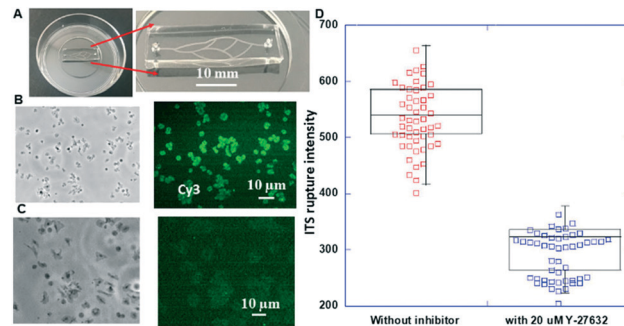 A
10 mm
B
Cy3
10 µm
C
10 µm
D
ITS rupture intensity
700
600
500
400
300
200
Without inhibitor
with 20 uM Y-27632